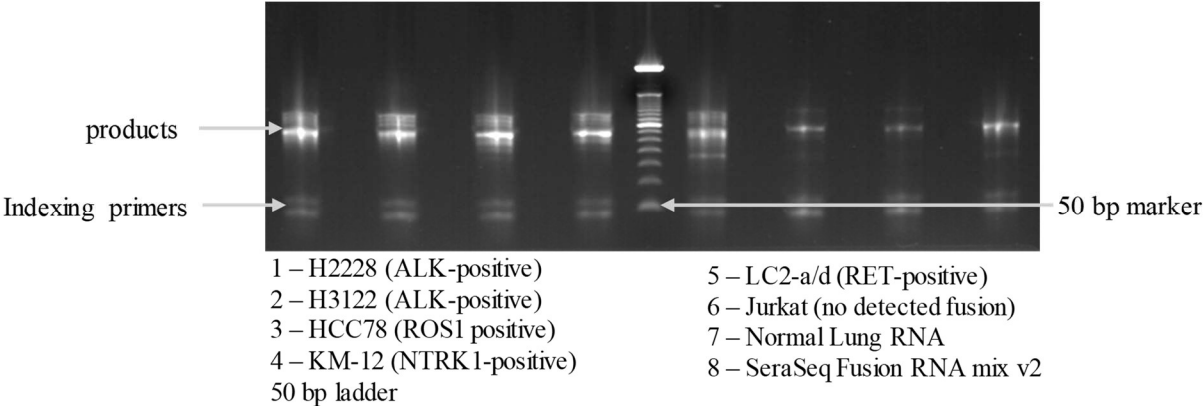 products
Indexing primers
50 bp marker
1 – H2228 (ALK-positive)
2 – H3122 (ALK-positive)
3 – HCC78 (ROS1 positive)
4 – KM-12 (NTRK1-positive)
50 bp ladder
5 – LC2-a/d (RET-positive)
6 – Jurkat (no detected fusion)
7 – Normal Lung RNA
8 – SeraSeq Fusion RNA mix v2